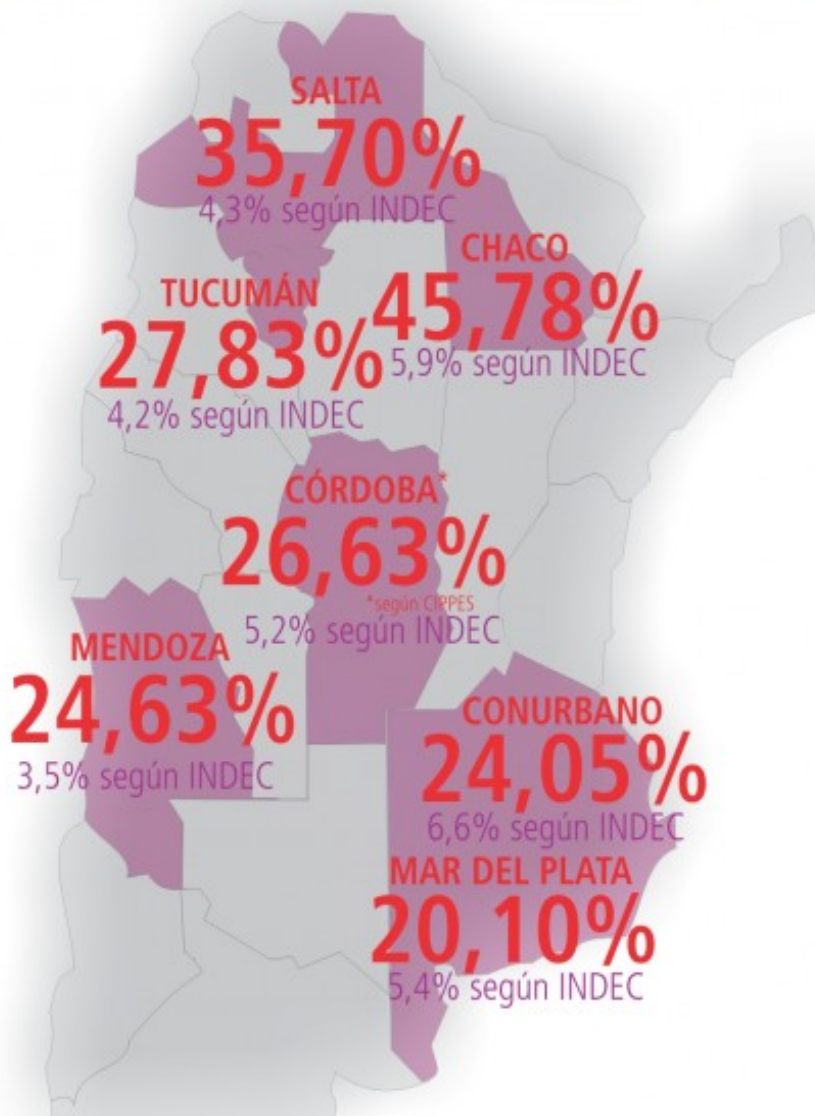 SALTA
35,70%
4,3% según INDEC
CHACO
45,78%
5,9% según INDEC
TUCUMÁN
27,83%
4,2% según INDEC
CÓRDOBA*
26,63%
*según CIPPES
5,2% según INDEC
MENDOZA
24,63%
3,5% según INDEC
CONURBANO
24,05%
6,6% según INDEC
MAR DEL PLATA
20,10%
5,4% según INDEC